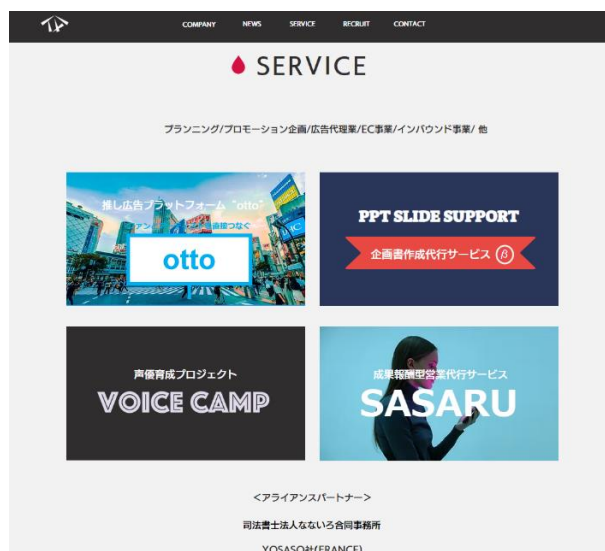 COMPANY NEWS SERVICE RECRUIT CONTACT
SERVICE
プランニング/プロモーション企画/広告代理業/EC事業/インバウンド事業/ 他
推し広告プラットフォーム "otto"
直接つなぐ
otto
PPT SLIDE SUPPORT
企画書作成代行サービス β
声優育成プロジェクト
VOICE CAMP
成果報酬型営業代行サービス
SASARU
<アライアンスパートナー>
司法書士法人なないろ合同事務所
YOSASO社(FRANCE)